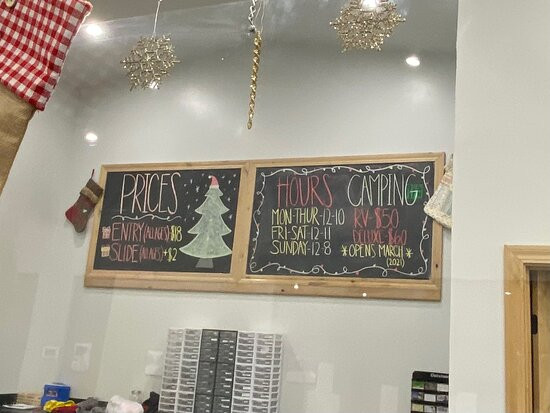 PRICES
ENTRY (ALL AGES) $18
SLIDE (ALL AGES) +$2
HOURS
MON-THUR-12-10
FRI-SAT-12-11
SUNDAY-12-8
CAMPING
RV-$50
DELUXE-$60
*OPENS MARCH*
(2021)